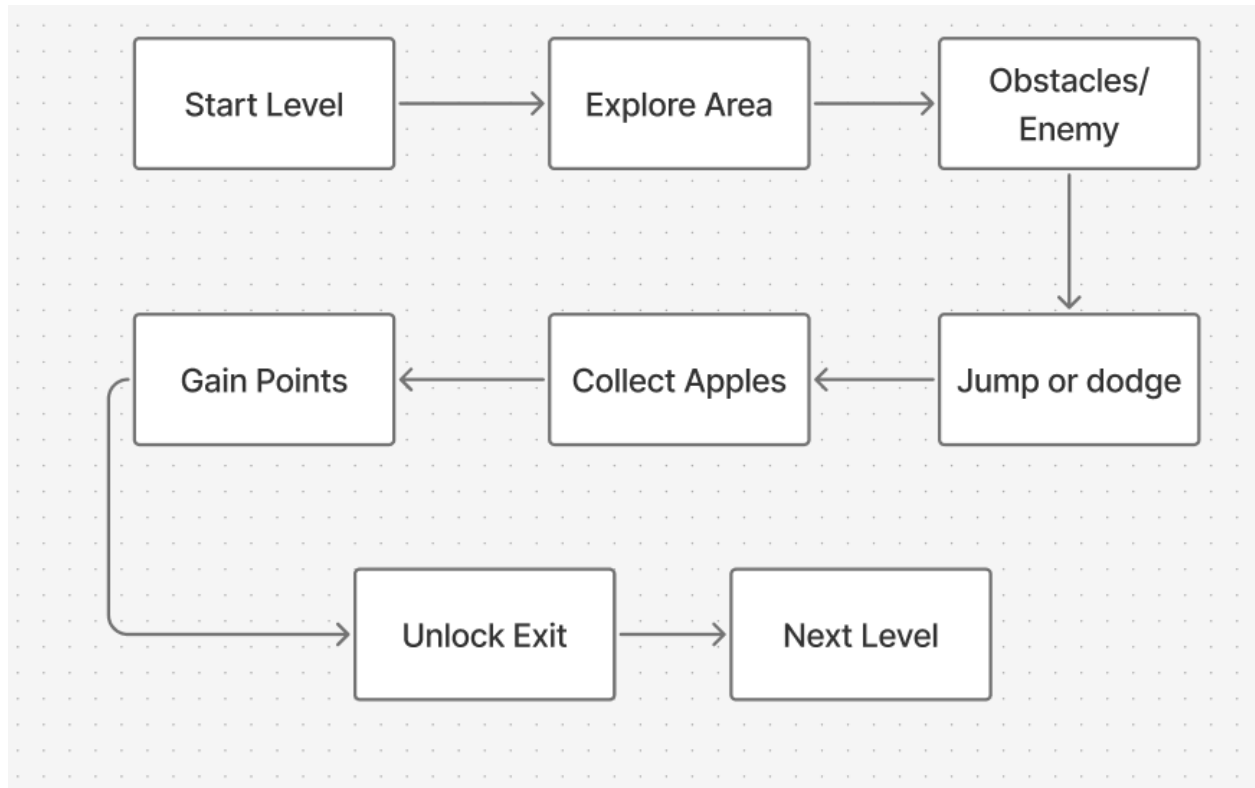 Start Level
Explore Area
Obstacles/
Enemy
Gain Points
Collect Apples
Jump or dodge
Unlock Exit
Next Level